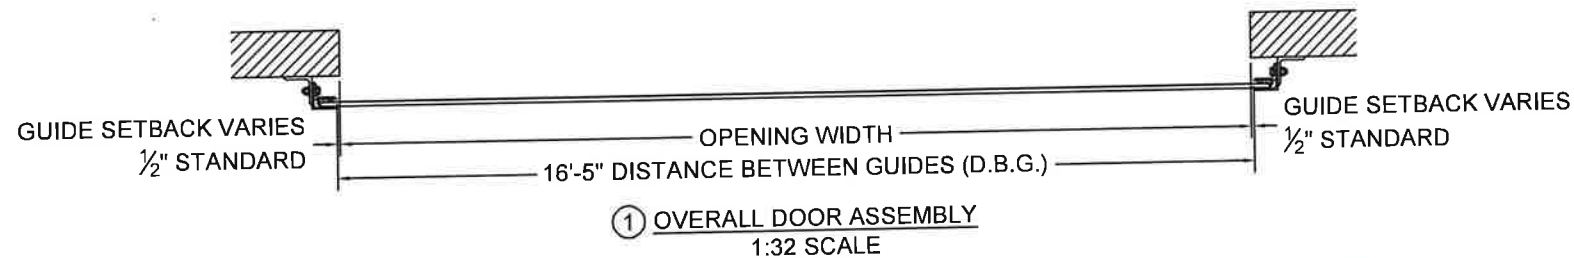 GUIDE SETBACK VARIES
½" STANDARD
OPENING WIDTH
16'-5" DISTANCE BETWEEN GUIDES (D.B.G.)
GUIDE SETBACK VARIES
½" STANDARD
1 OVERALL DOOR ASSEMBLY
1:32 SCALE